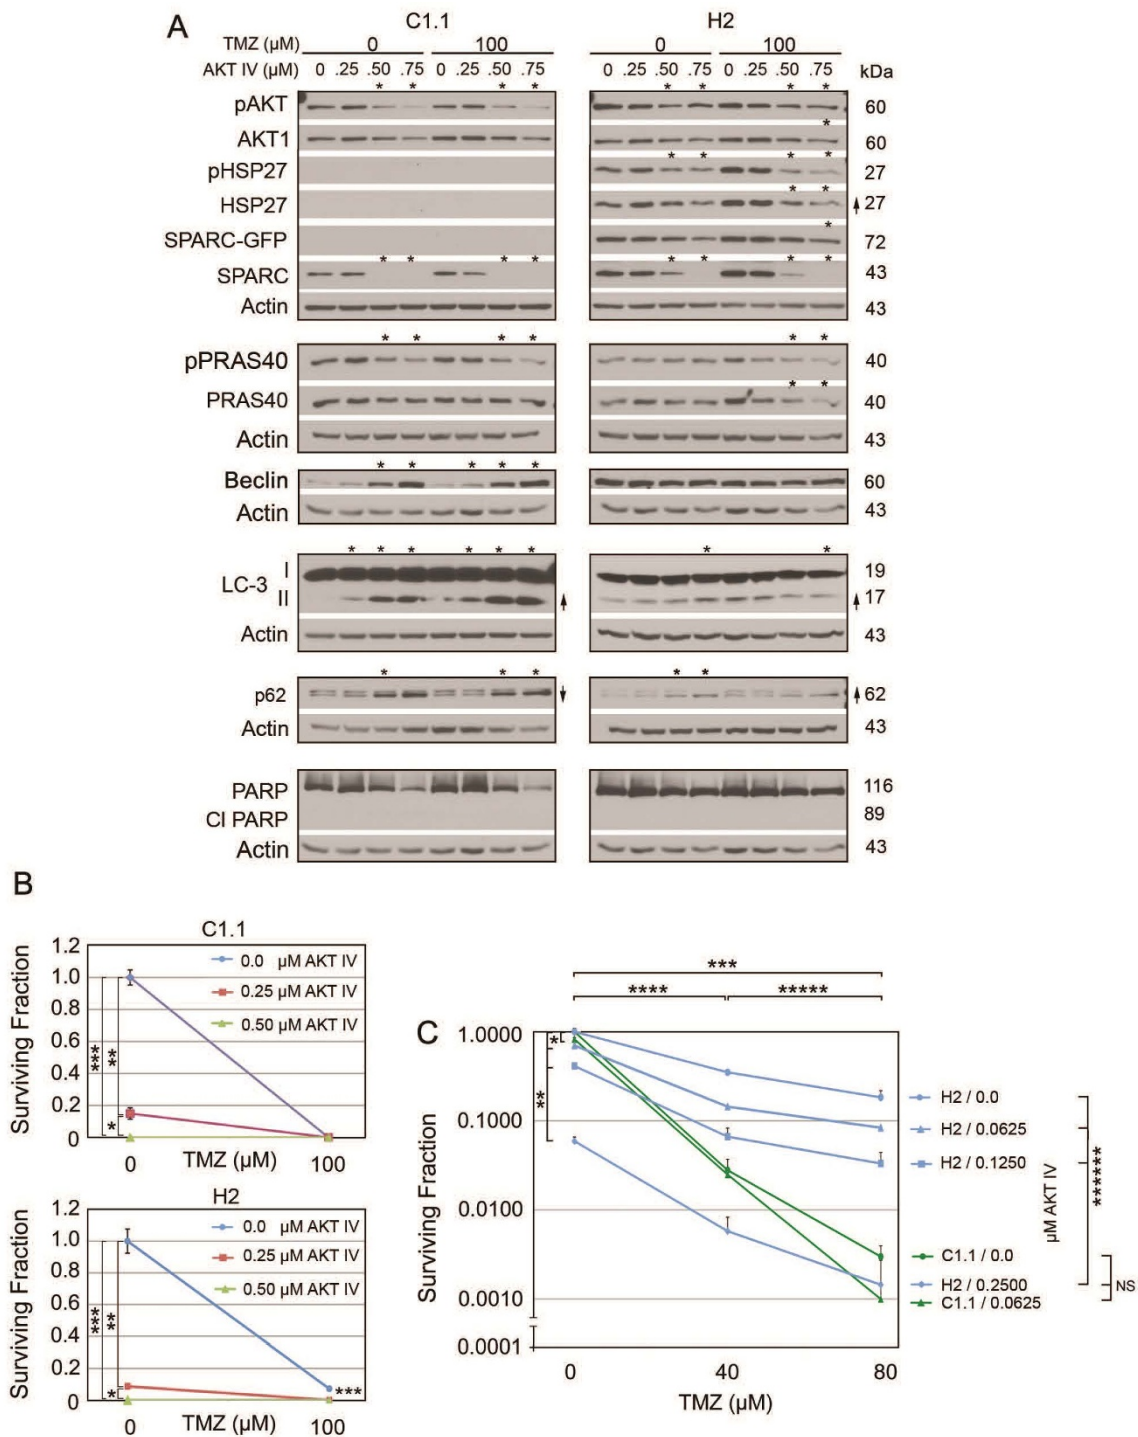 A
C1.1 H2
TMZ (µM) 0 100 0 100
AKT IV (µM) 0 .25 .50 .75 0 .25 .50 .75 0 .25 .50 .75 0 .25 .50 .75 kDa
* * * * * * * *
pAKT 60
*
AKT1 60
* * * *
pHSP27 27
* *
HSP27 27
*
SPARC-GFP 72
* * * * * * * *
SPARC 43
Actin 43
* * * * * *
pPRAS40 40
* *
PRAS40 40
Actin 43
* * * * *
Beclin 60
Actin 43
* * * * * * * *
I 19
LC-3
II 17
Actin 43
* * * * *
p62 62
Actin 43
PARP 116
Cl PARP 89
Actin 43
B
C1.1
Surviving Fraction
1.2
1.0
0.8
0.6
0.4
0.2
0
0.0 µM AKT IV
0.25 µM AKT IV
0.50 µM AKT IV
***
**
*
0 TMZ (µM) 100
H2
Surviving Fraction
1.2
1.0
0.8
0.6
0.4
0.2
0
0.0 µM AKT IV
0.25 µM AKT IV
0.50 µM AKT IV
***
**
*
***
0 TMZ (µM) 100
C
***
**** *****
Surviving Fraction
1.0000
0.1000
0.0100
0.0010
0.0001
*
**
H2 / 0.0
H2 / 0.0625
H2 / 0.1250
C1.1 / 0.0
H2 / 0.2500
C1.1 / 0.0625
µM AKT IV
******
NS
0 40 80
TMZ (µM)